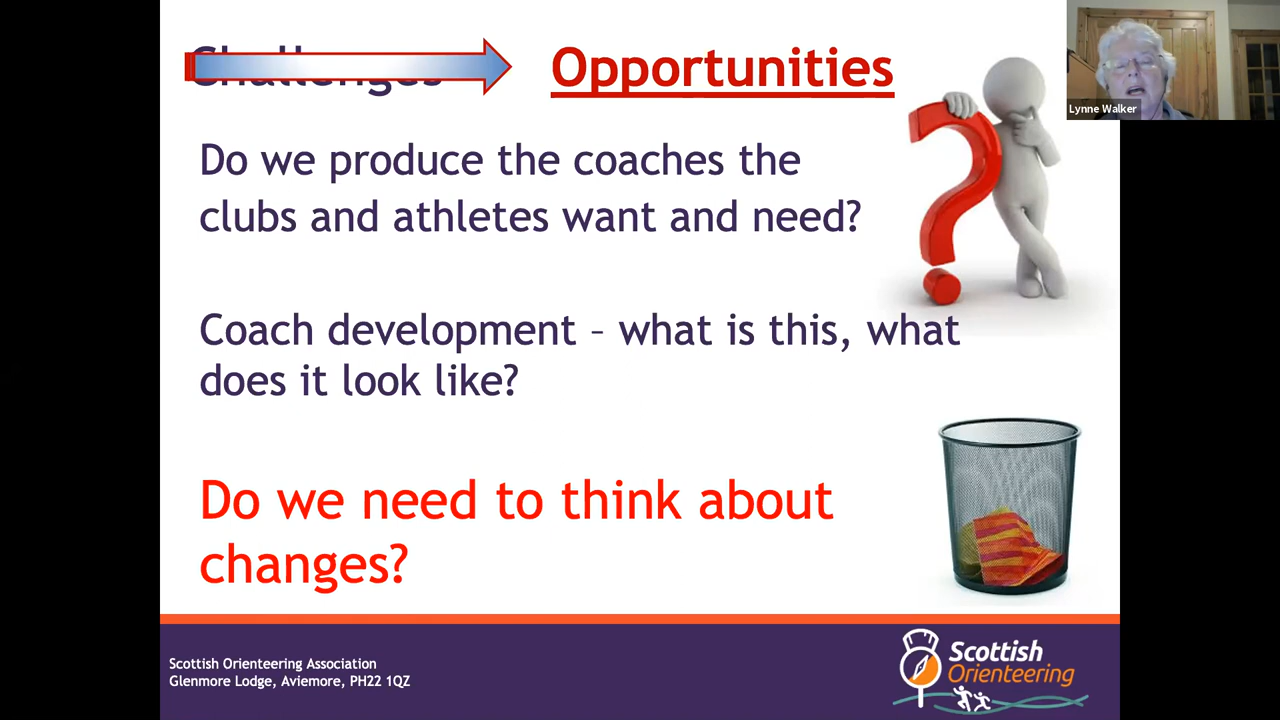 Challenges
Opportunities
Lynne Walker
Do we produce the coaches the
clubs and athletes want and need?
Coach development – what is this, what
does it look like?
Do we need to think about
changes?
Scottish Orienteering Association
Glenmore Lodge, Aviemore, PH22 1QZ
Scottish
Orienteering